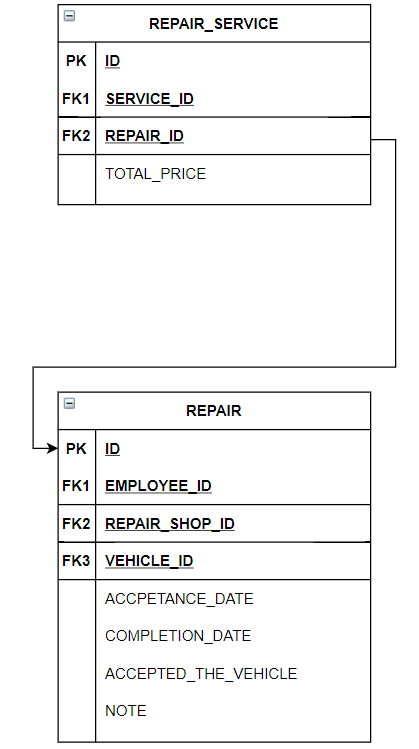 REPAIR_SERVICE
PK ID
FK1 SERVICE_ID
FK2 REPAIR_ID
TOTAL_PRICE
REPAIR
PK ID
FK1 EMPLOYEE_ID
FK2 REPAIR_SHOP_ID
FK3 VEHICLE_ID
ACCPETANCE_DATE
COMPLETION_DATE
ACCEPTED_THE_VEHICLE
NOTE